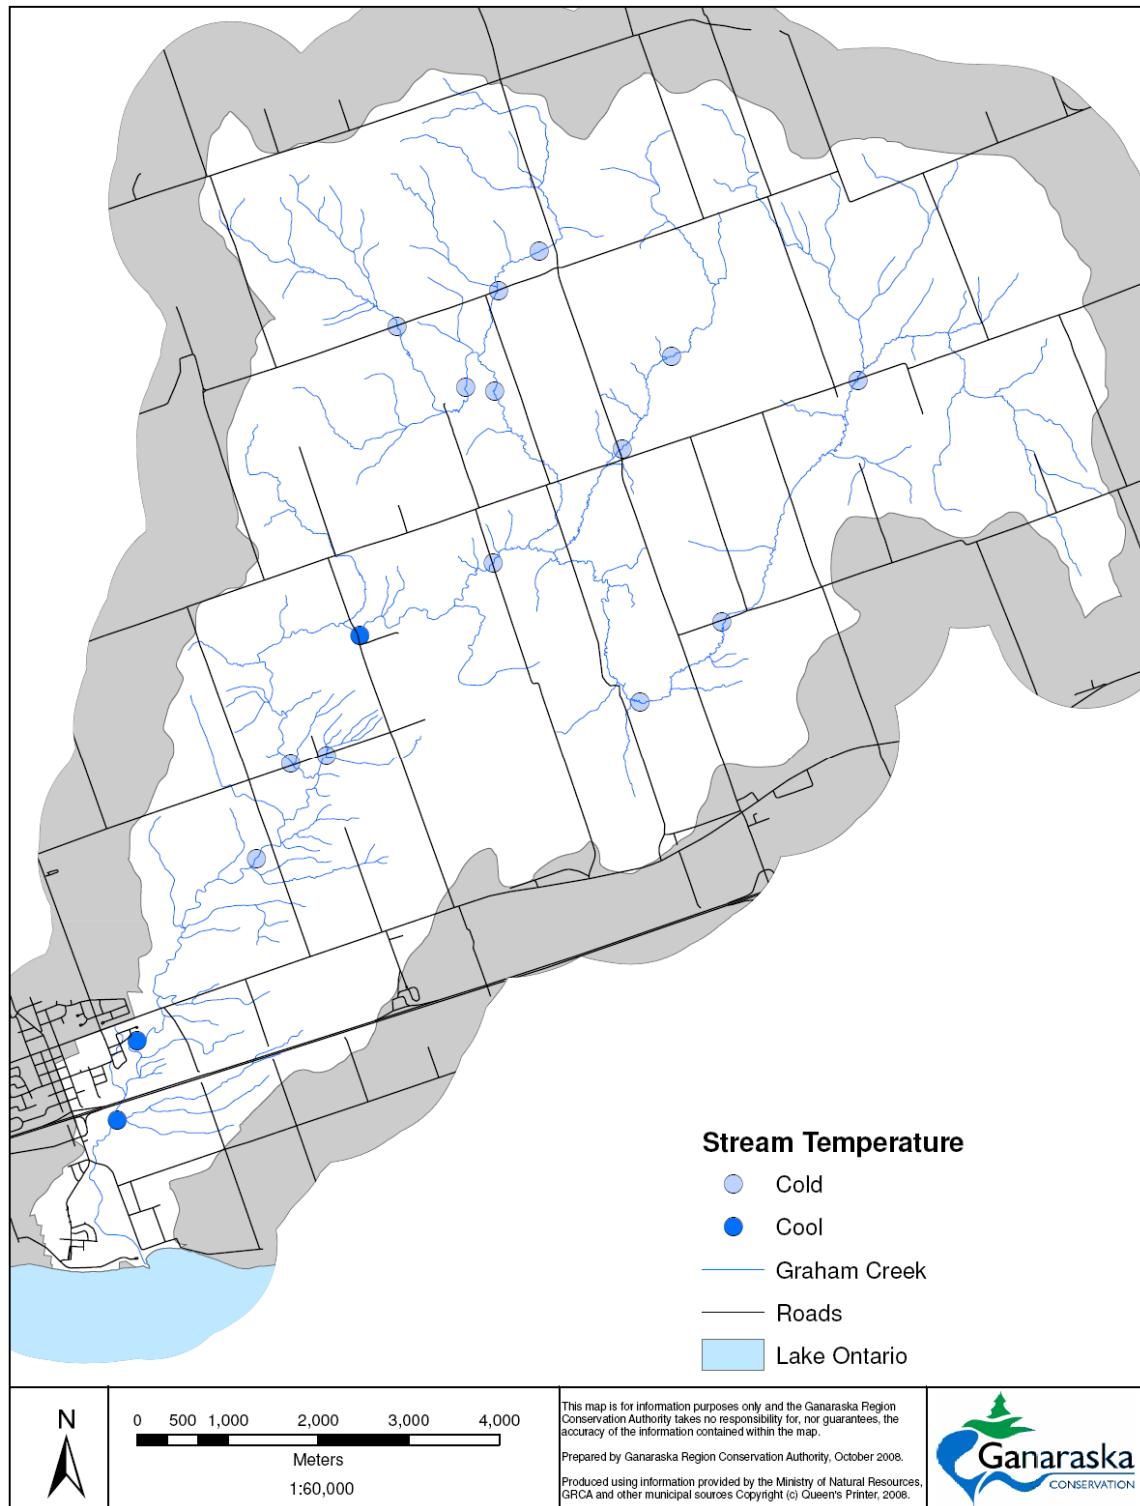 Stream Temperature
Cold
Cool
Graham Creek
Roads
Lake Ontario
N
0 500 1,000 2,000 3,000 4,000
Meters
1:60,000
This map is for information purposes only and the Ganaraska Region
Conservation Authority takes no responsibility for, nor guarantees, the
accuracy of the information contained within the map.
Prepared by Ganaraska Region Conservation Authority, October 2008.
Produced using information provided by the Ministry of Natural Resources,
GRCA and other municipal sources Copyright (c) Queen's Printer, 2008.
Ganaraska
CONSERVATION